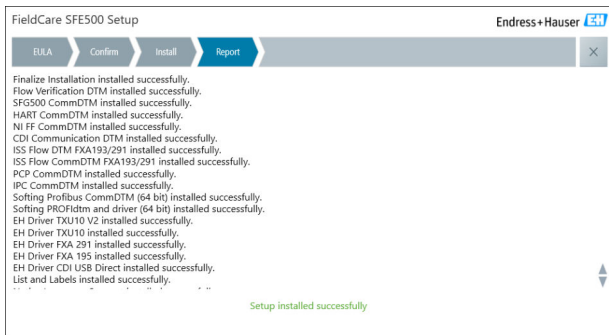 FieldCare SFE500 Setup
Endress+Hauser EH
EULA
Confirm
Install
Report
Finalize Installation installed successfully.
Flow Verification DTM installed successfully.
SFG500 CommDTM installed successfully.
HART CommDTM installed successfully.
NI FF CommDTM installed successfully.
CDI Communication DTM installed successfully.
ISS Flow DTM FXA193/291 installed successfully.
ISS Flow CommDTM FXA193/291 installed successfully.
PCP CommDTM installed successfully.
IPC CommDTM installed successfully.
Softing Profibus CommDTM (64 bit) installed successfully.
Softing PROFIdtm and driver (64 bit) installed successfully.
EH Driver TXU10 V2 installed successfully.
EH Driver TXU10 installed successfully.
EH Driver FXA 291 installed successfully.
EH Driver FXA 195 installed successfully.
EH Driver CDI USB Direct installed successfully.
List and Labels installed successfully.
Setup installed successfully